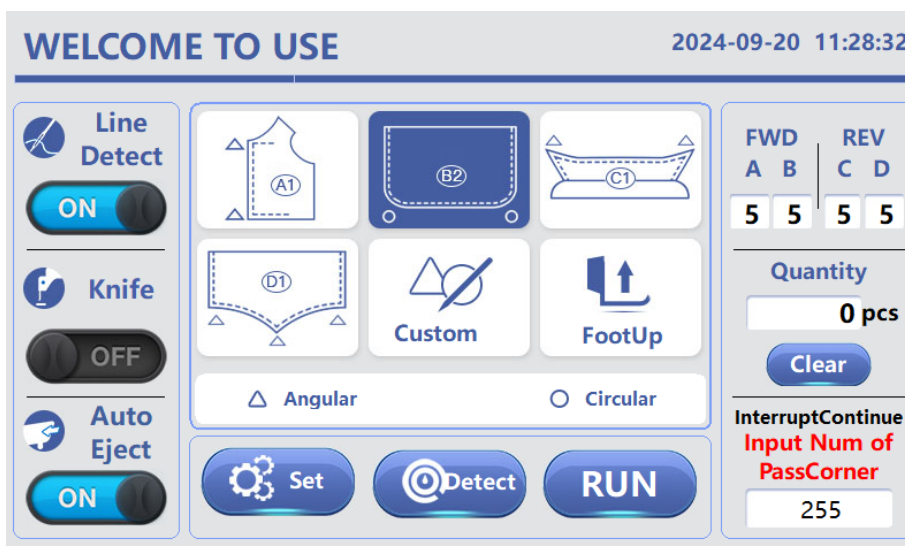 WELCOME TO USE
2024-09-20 11:28:32
Line
Detect
ON
Knife
OFF
Auto
Eject
ON
A1
B2
C1
D1
Custom
FootUp
Angular
Circular
Set
Detect
RUN
FWD REV
A B C D
5 5 5 5
Quantity
0 pcs
Clear
InterruptContinue
Input Num of
PassCorner
255